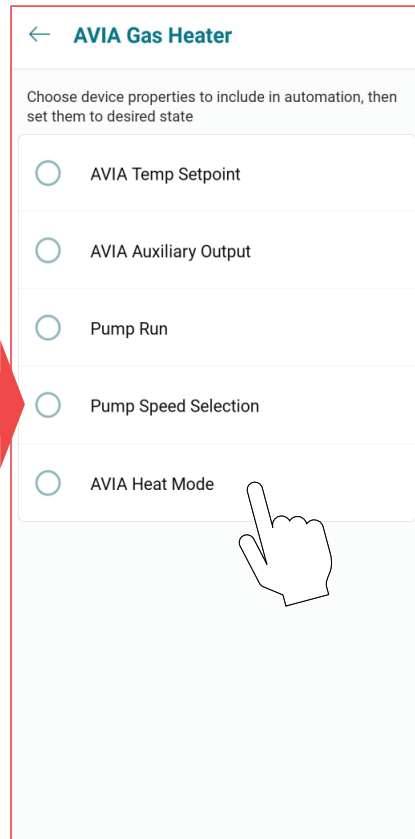 AVIA Gas Heater
Choose device properties to include in automation, then
set them to desired state
AVIA Temp Setpoint
AVIA Auxiliary Output
Pump Run
Pump Speed Selection
AVIA Heat Mode